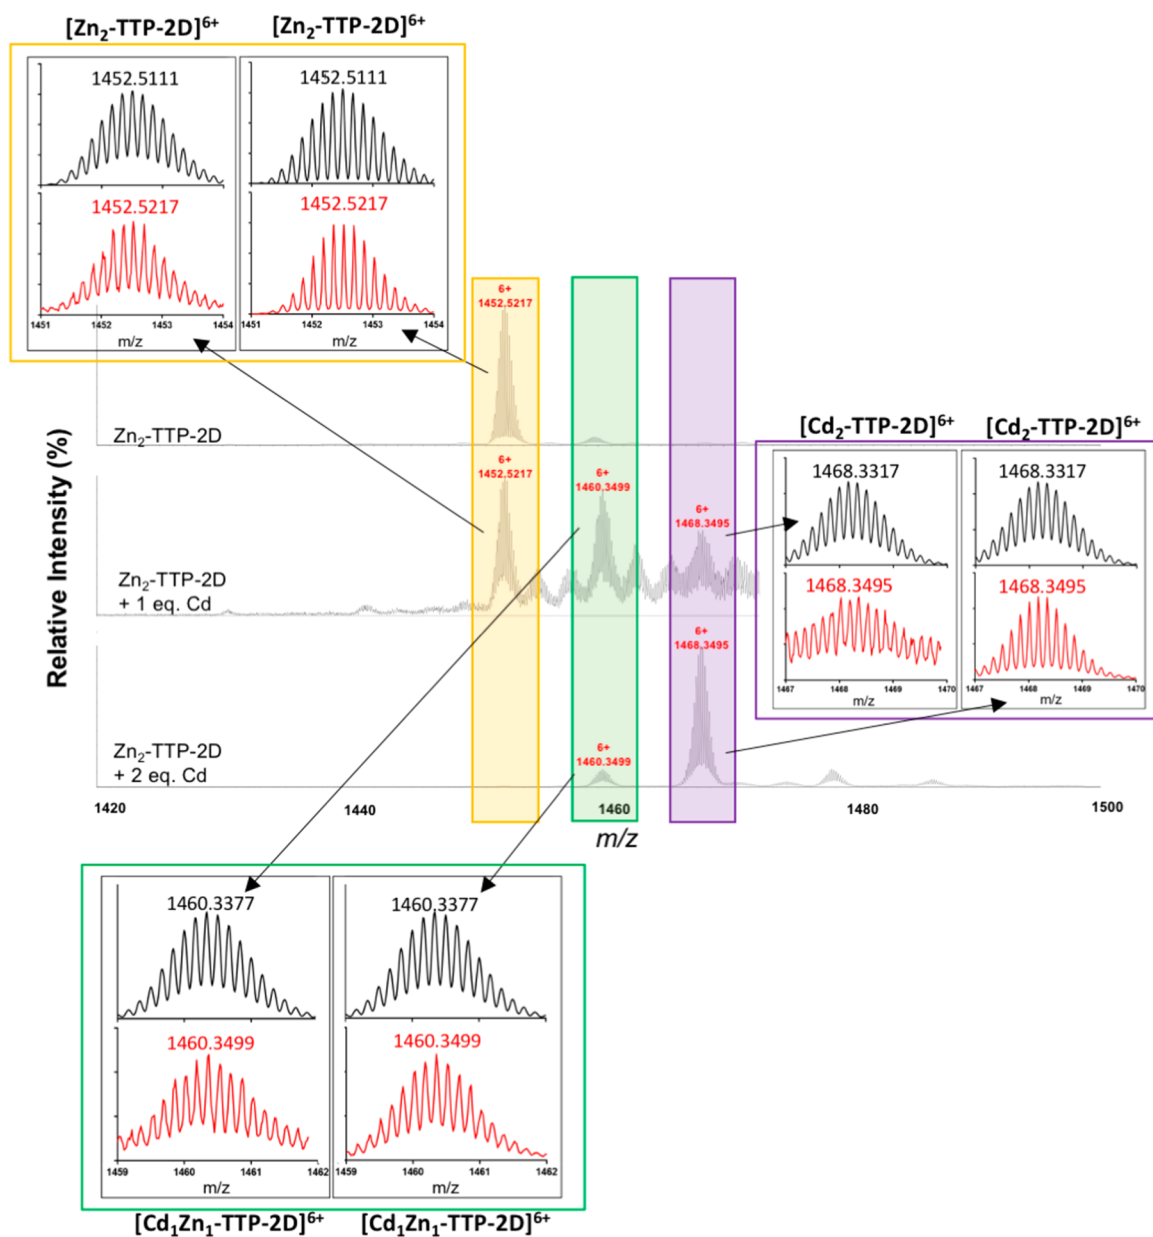 [Zn₂-TTP-2D]⁶⁺ [Zn₂-TTP-2D]⁶⁺
1452.5111 1452.5111
1452.5217 1452.5217
1451 1452 1453 1454 1451 1452 1453 1454
m/z m/z
6+
1452.5217
Zn₂-TTP-2D
Relative Intensity (%)
6+
1452.5217
6+
1460.3499
6+
1468.3495
Zn₂-TTP-2D
+ 1 eq. Cd
[Cd₂-TTP-2D]⁶⁺ [Cd₂-TTP-2D]⁶⁺
1468.3317 1468.3317
1468.3495 1468.3495
1467 1468 1469 1470 1467 1468 1469 1470
m/z m/z
6+
1468.3495
6+
1460.3499
Zn₂-TTP-2D
+ 2 eq. Cd
1420 1440 1460 1480 1500
m/z
1460.3377 1460.3377
1460.3499 1460.3499
1459 1460 1461 1462 1459 1460 1461 1462
m/z m/z
[Cd₁Zn₁-TTP-2D]⁶⁺ [Cd₁Zn₁-TTP-2D]⁶⁺